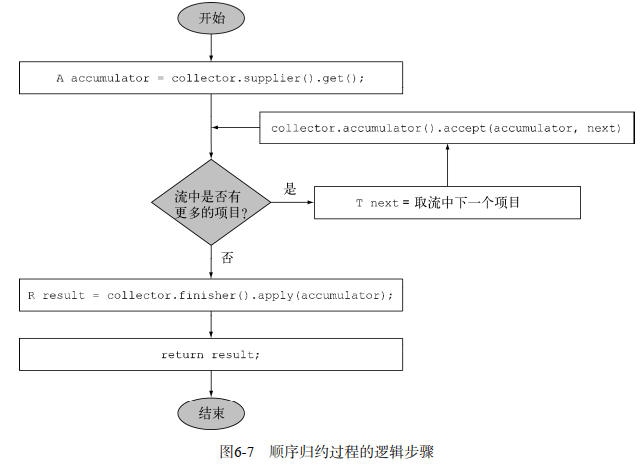 开始
A accumulator = collector.supplier().get();
collector.accumulator().accept(accumulator, next)
流中是否有
更多的项目?
是
T next = 取流中下一个项目
否
R result = collector.finisher().apply(accumulator);
return result;
结束
图6-7 顺序归约过程的逻辑步骤